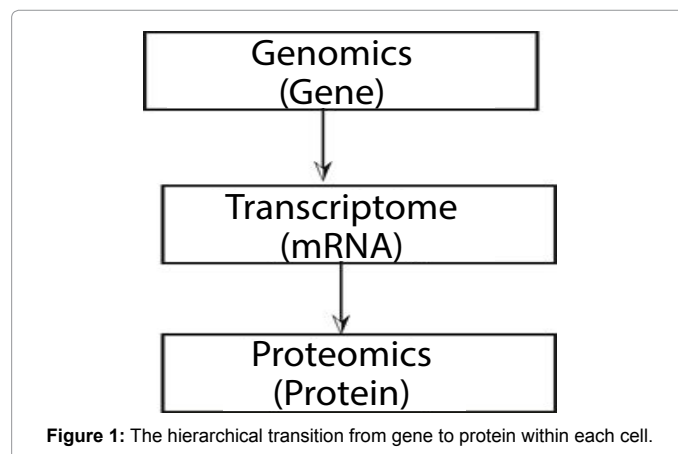 Genomics
(Gene)
Transcriptome
(mRNA)
Proteomics
(Protein)
Figure 1: The hierarchical transition from gene to protein within each cell.